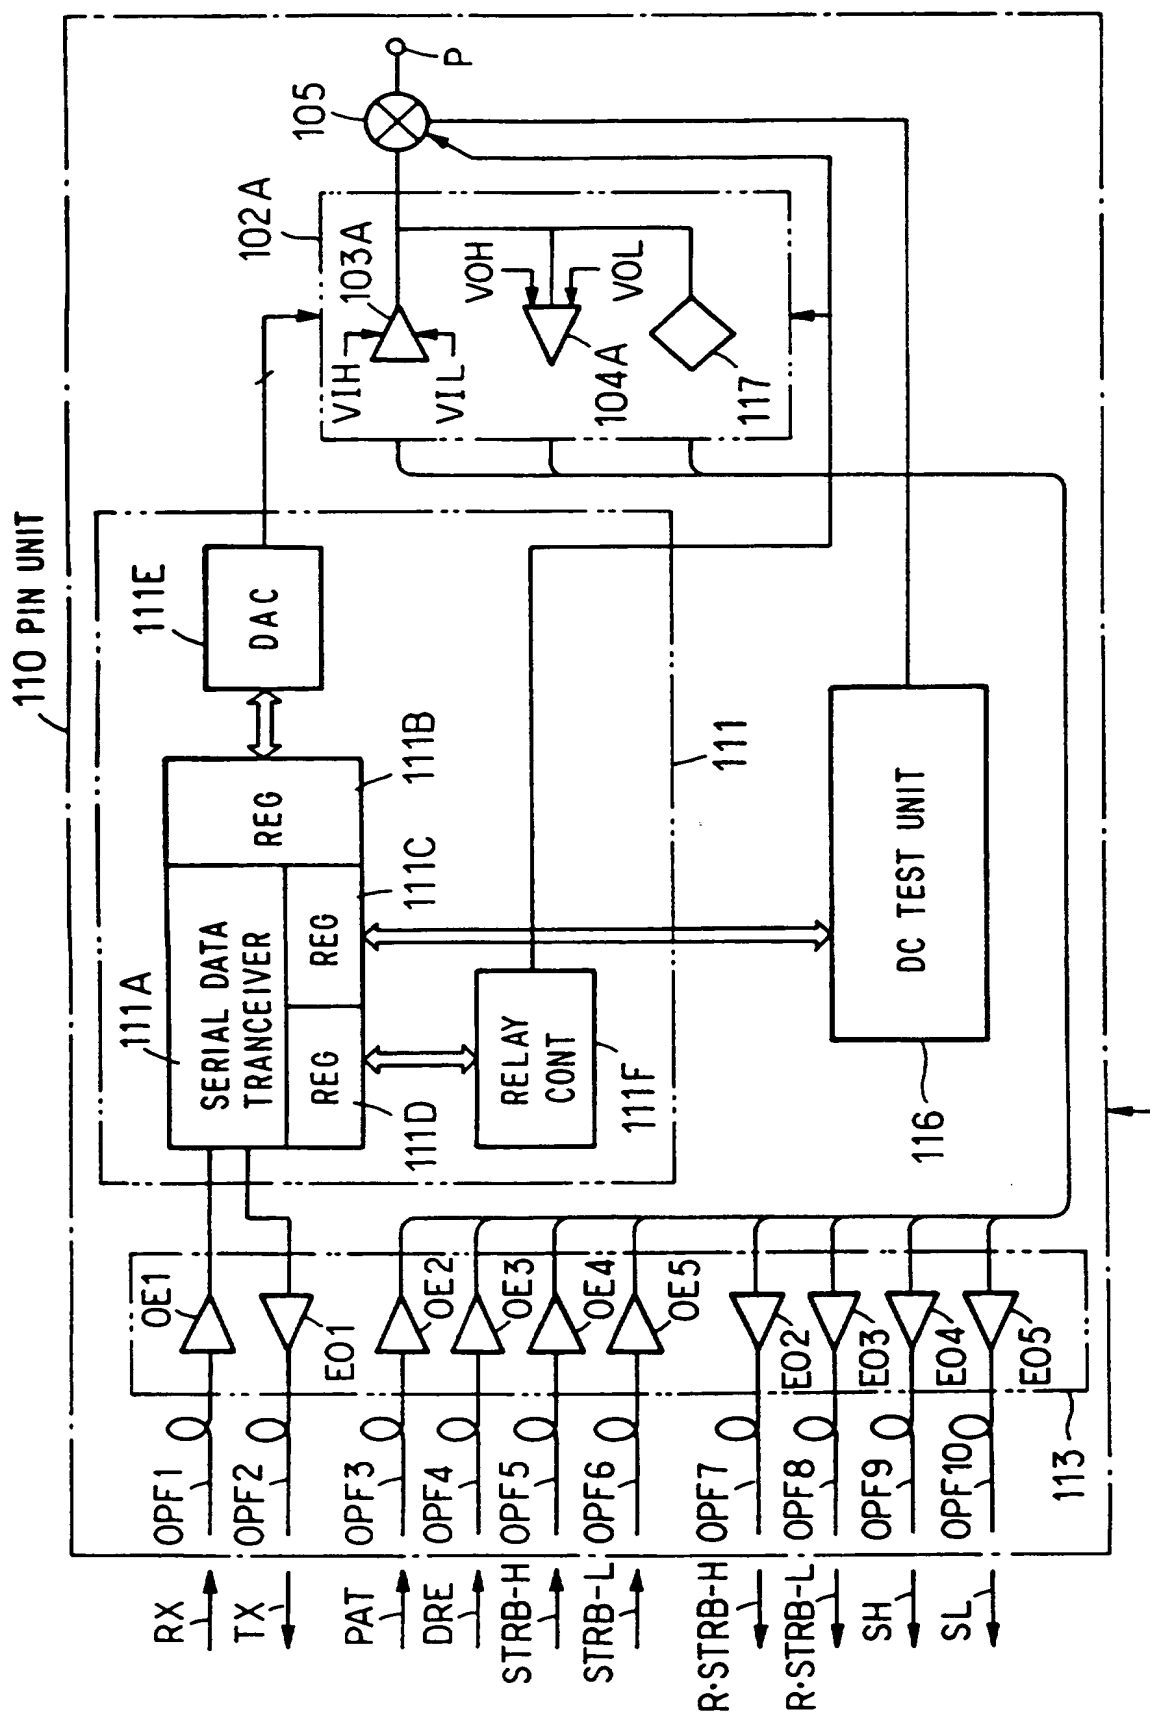 110 PIN UNIT
111E
DAC
111B
REG
111A
SERIAL DATA
TRANCEIVER
111C
REG
REG
111D
RELAY
CONT
111F
111
102A
103A
VIH
VIL
VOH
VOL
104A
117
105
P
DC TEST UNIT
116
OE1
EO1
OE2
OE3
OE4
OE5
EO2
EO3
EO4
EO5
113
RX OPF1
TX OPF2
PAT OPF3
DRE OPF4
STRB-H OPF5
STRB-L OPF6
R·STRB-H OPF7
R·STRB-L OPF8
SH OPF9
SL OPF10